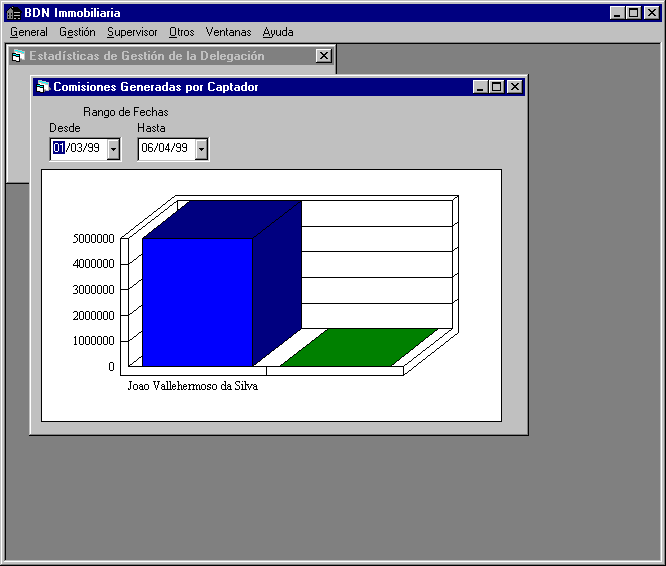 BDN Immobiliaria
General Gestión Supervisor Otros Ventanas Ayuda
Estadísticas de Gestión de la Delegación
Comisiones Generadas por Captador
Rango de Fechas
Desde Hasta
01/03/99 06/04/99
5000000
4000000
3000000
2000000
1000000
0
Joao Vallehermoso da Silva